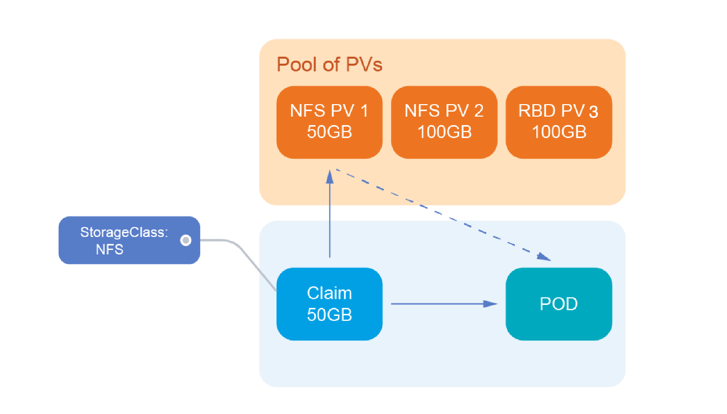 Pool of PVs
NFS PV 1
50GB
NFS PV 2
100GB
RBD PV 3
100GB
StorageClass:
NFS
Claim
50GB
POD